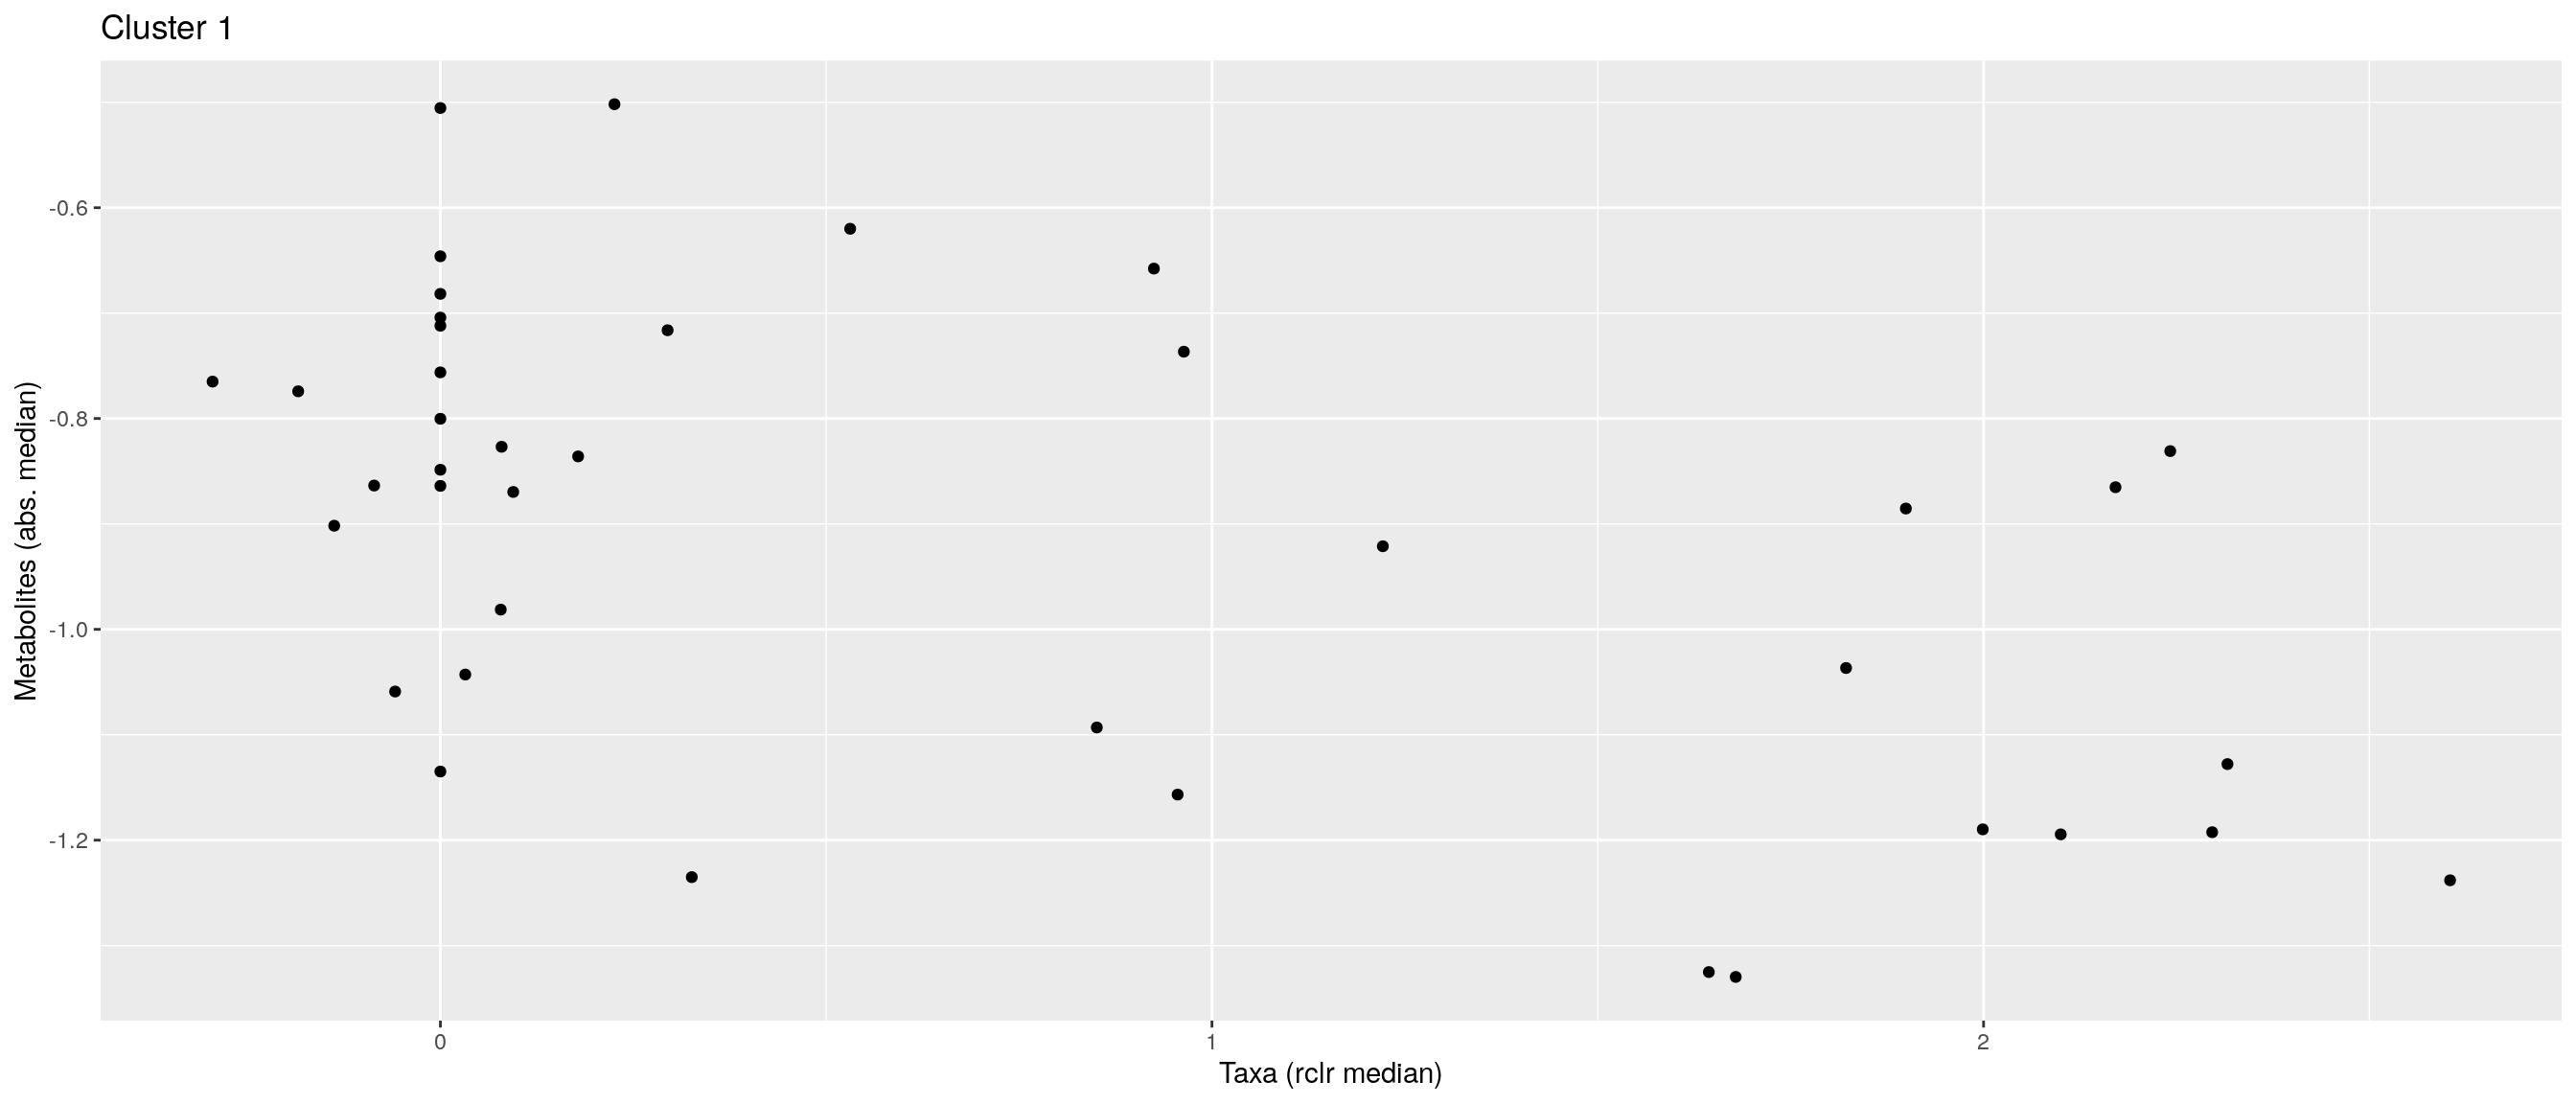 Cluster 1
Metabolites (abs. median)
-0.6
-0.8
-1.0
-1.2
0
1
2
Taxa (rclr median)